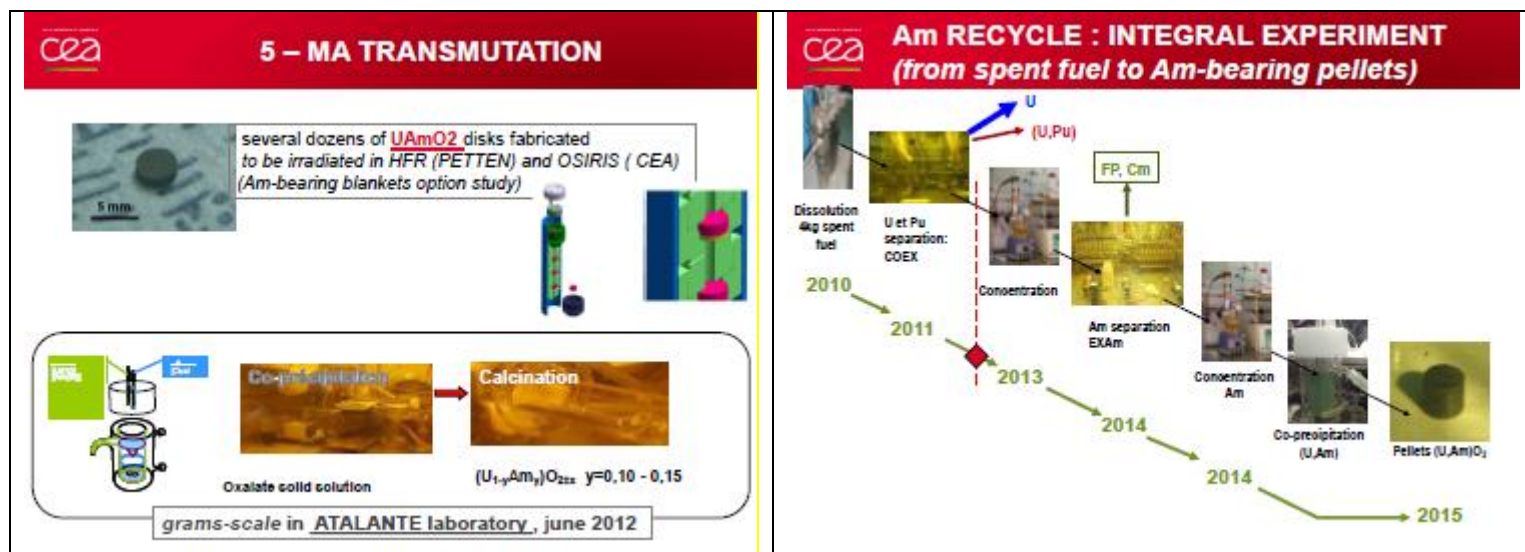 cea
5 – MA TRANSMUTATION
several dozens of UAmO2 disks fabricated
to be irradiated in HFR (PETTEN) and OSIRIS ( CEA)
(Am-bearing blankets option study)
5 mm
Co-précipitation
Calcination
Oxalate solid solution
(U₁₋yAmy)O₂±x y=0,10 - 0,15
grams-scale in ATALANTE laboratory , june 2012
cea
Am RECYCLE : INTEGRAL EXPERIMENT
(from spent fuel to Am-bearing pellets)
U
(U,Pu)
FP, Cm
Dissolution
4kg spent
fuel
U et Pu
separation:
COEX
Concentration
Am separation
EXAm
Concentration
Am
Co-precipitation
(U,Am)
Pellets (U,Am)O₂
2010
2011
2013
2014
2014
2015